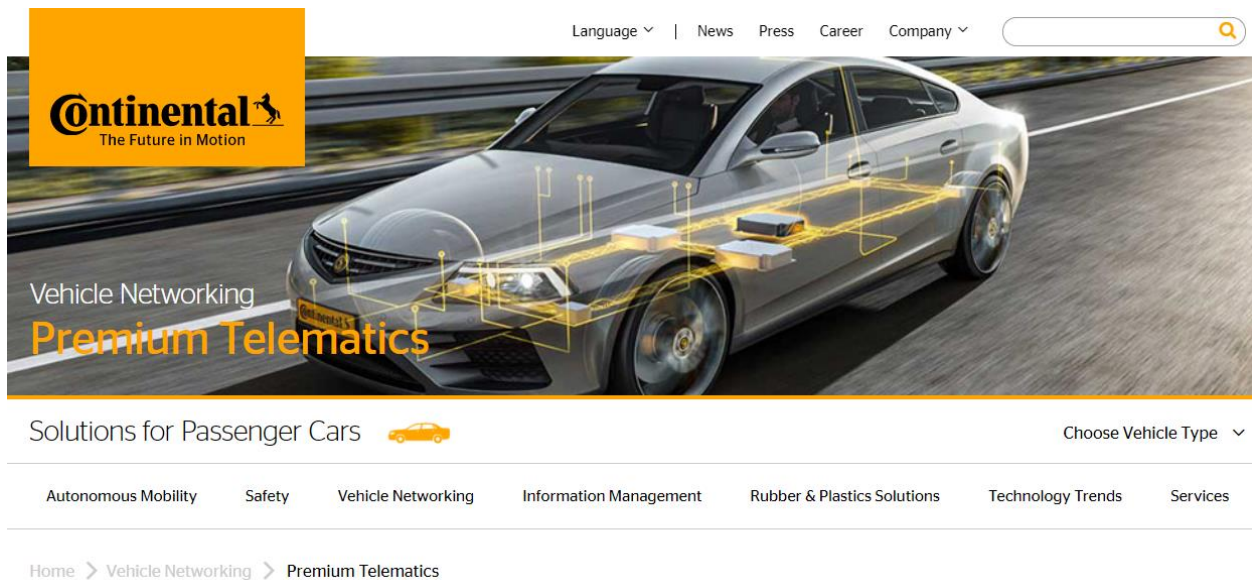 Language | News Press Career Company
Continental
The Future in Motion
Vehicle Networking
Premium Telematics
Continental
Solutions for Passenger Cars
Choose Vehicle Type
Autonomous Mobility Safety Vehicle Networking Information Management Rubber & Plastics Solutions Technology Trends Services
Home > Vehicle Networking > Premium Telematics